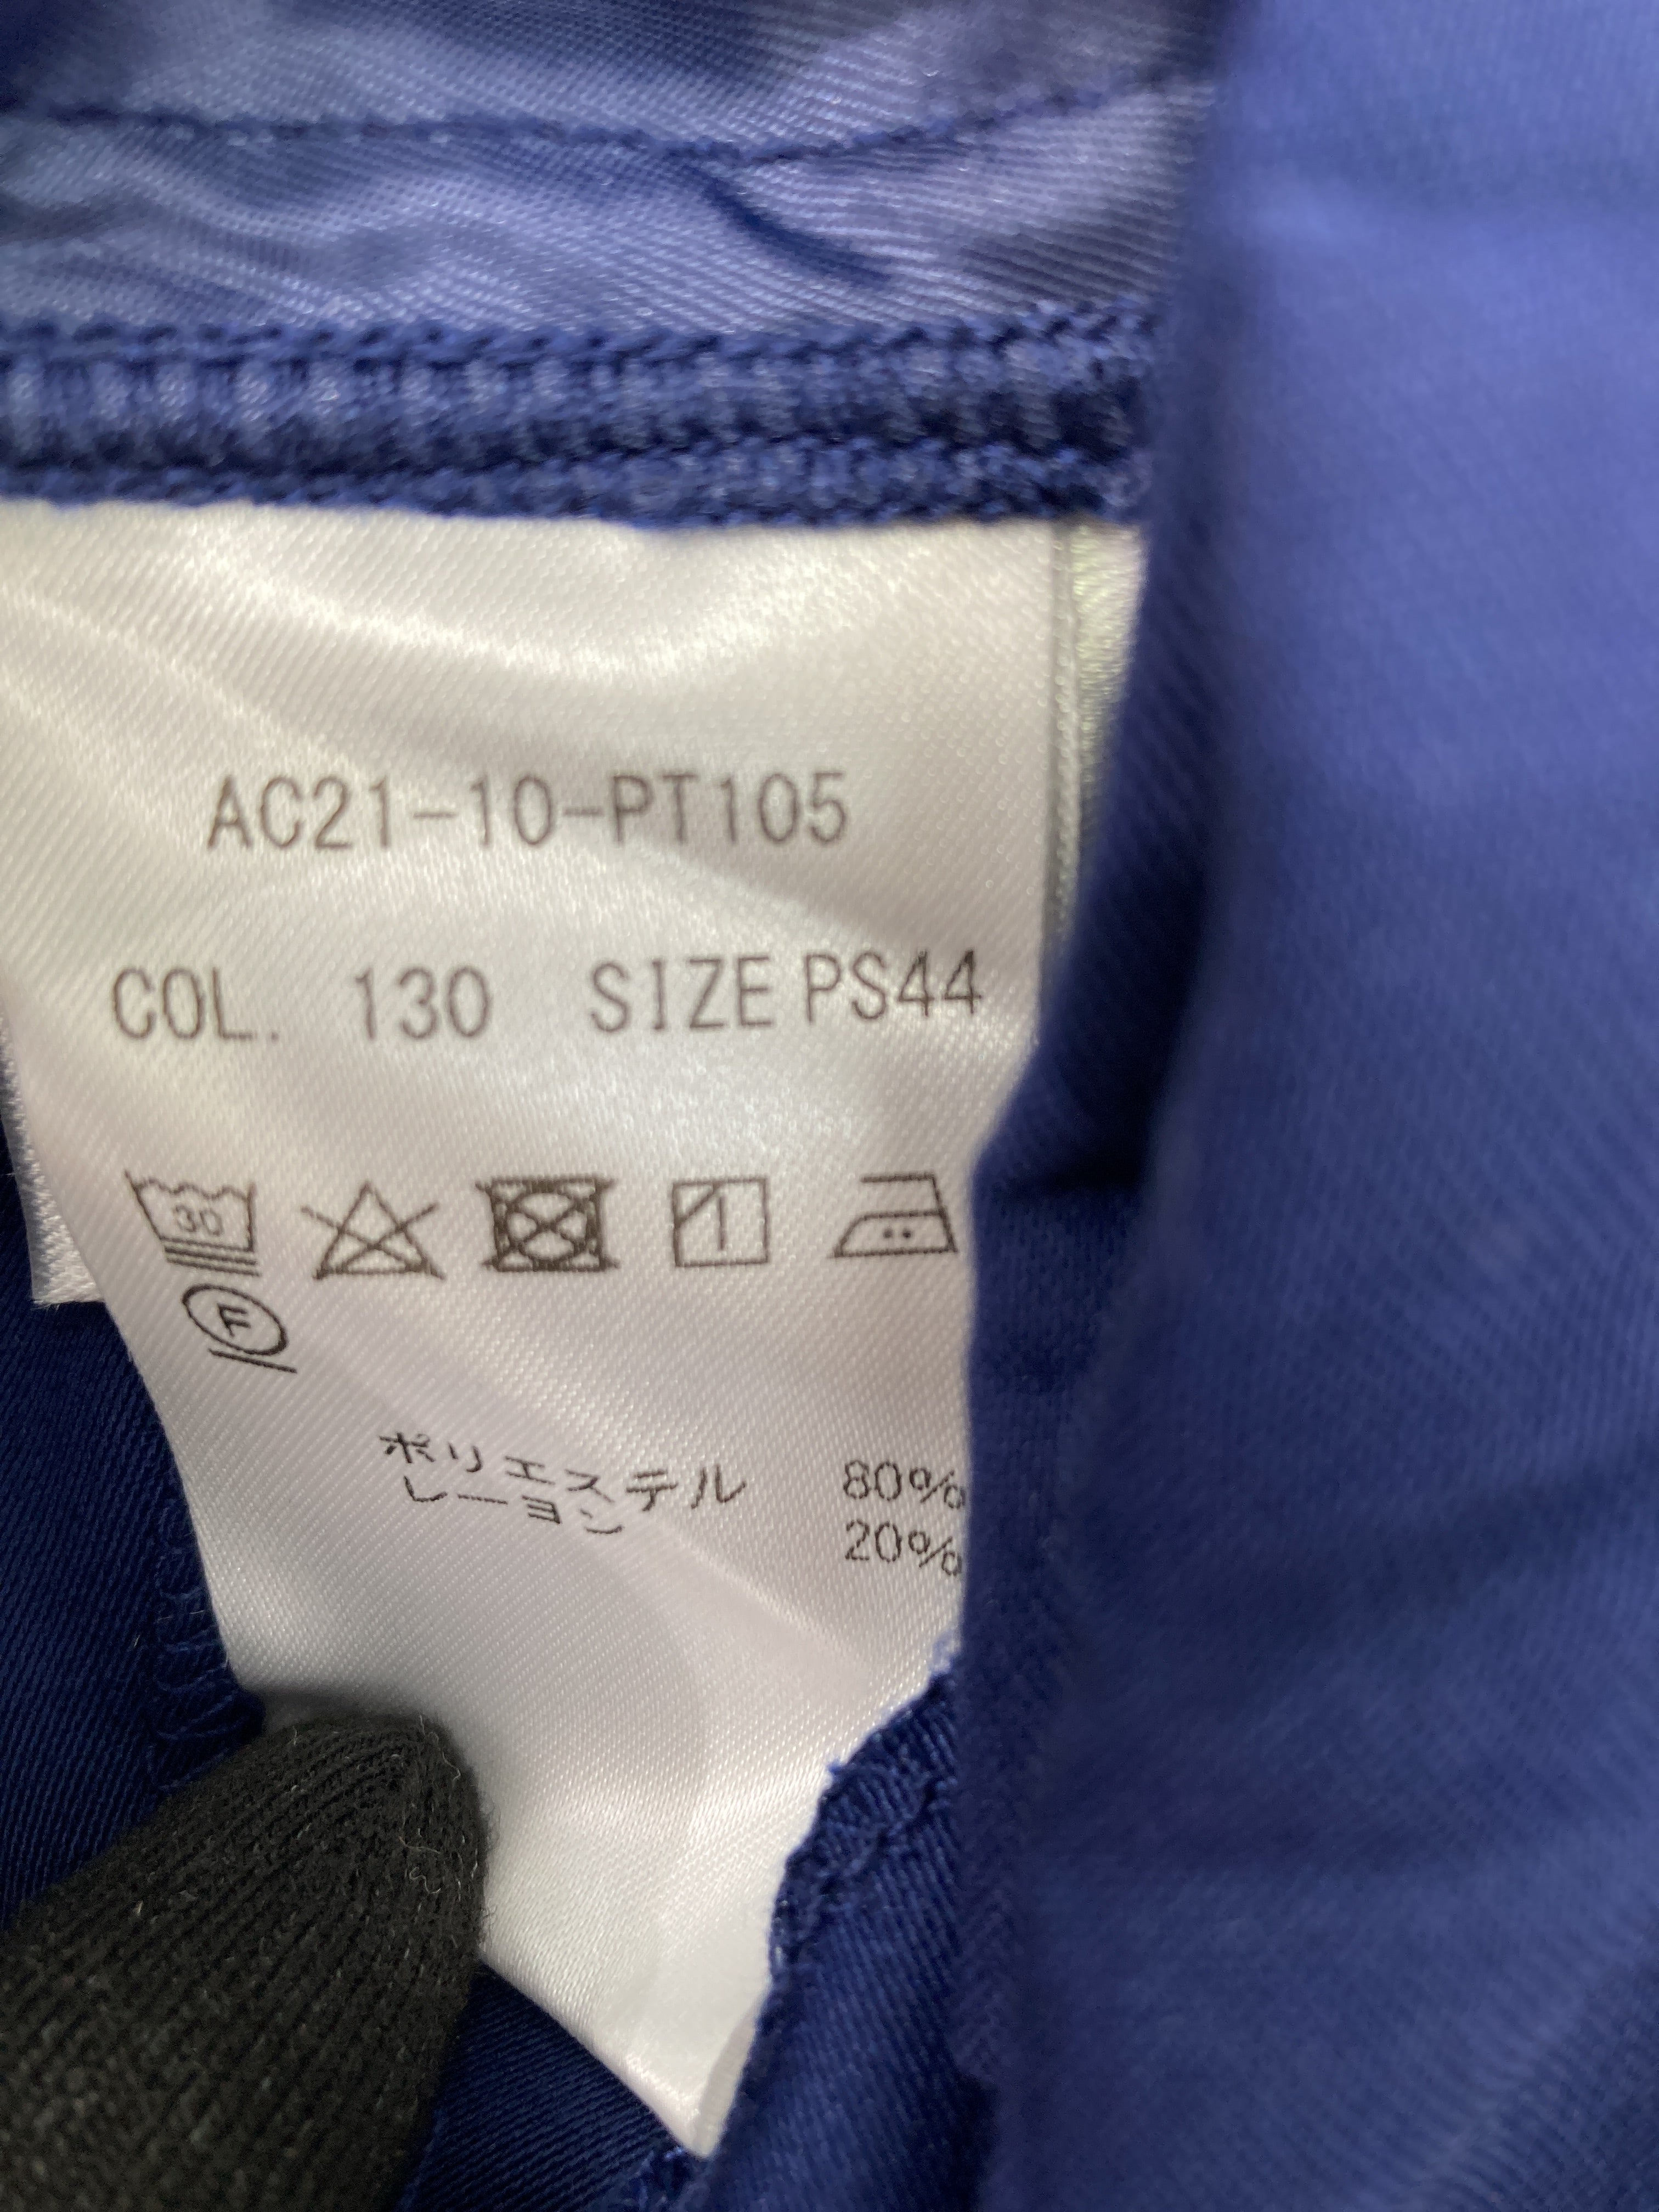 AC21-10-PT105
COL. 130 SIZE PS44
30 1
F
ポリエステル 80%
レーヨン 20%